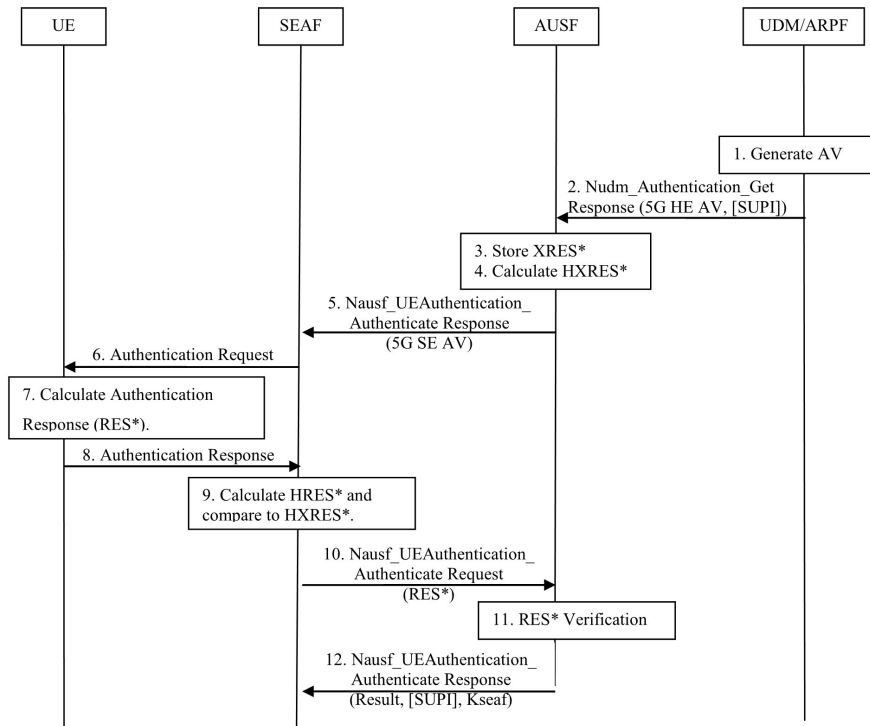 UE
SEAF
AUSF
UDM/ARPF
1. Generate AV
2. Nudm_Authentication_Get
Response (5G HE AV, [SUPI])
3. Store XRES*
4. Calculate HXRES*
5. Nausf_UEAuthentication_
Authenticate Response
(5G SE AV)
6. Authentication Request
7. Calculate Authentication
Response (RES*).
8. Authentication Response
9. Calculate HRES* and
compare to HXRES*.
10. Nausf_UEAuthentication_
Authenticate Request
(RES*)
11. RES* Verification
12. Nausf_UEAuthentication_
Authenticate Response
(Result, [SUPI], Kseaf)